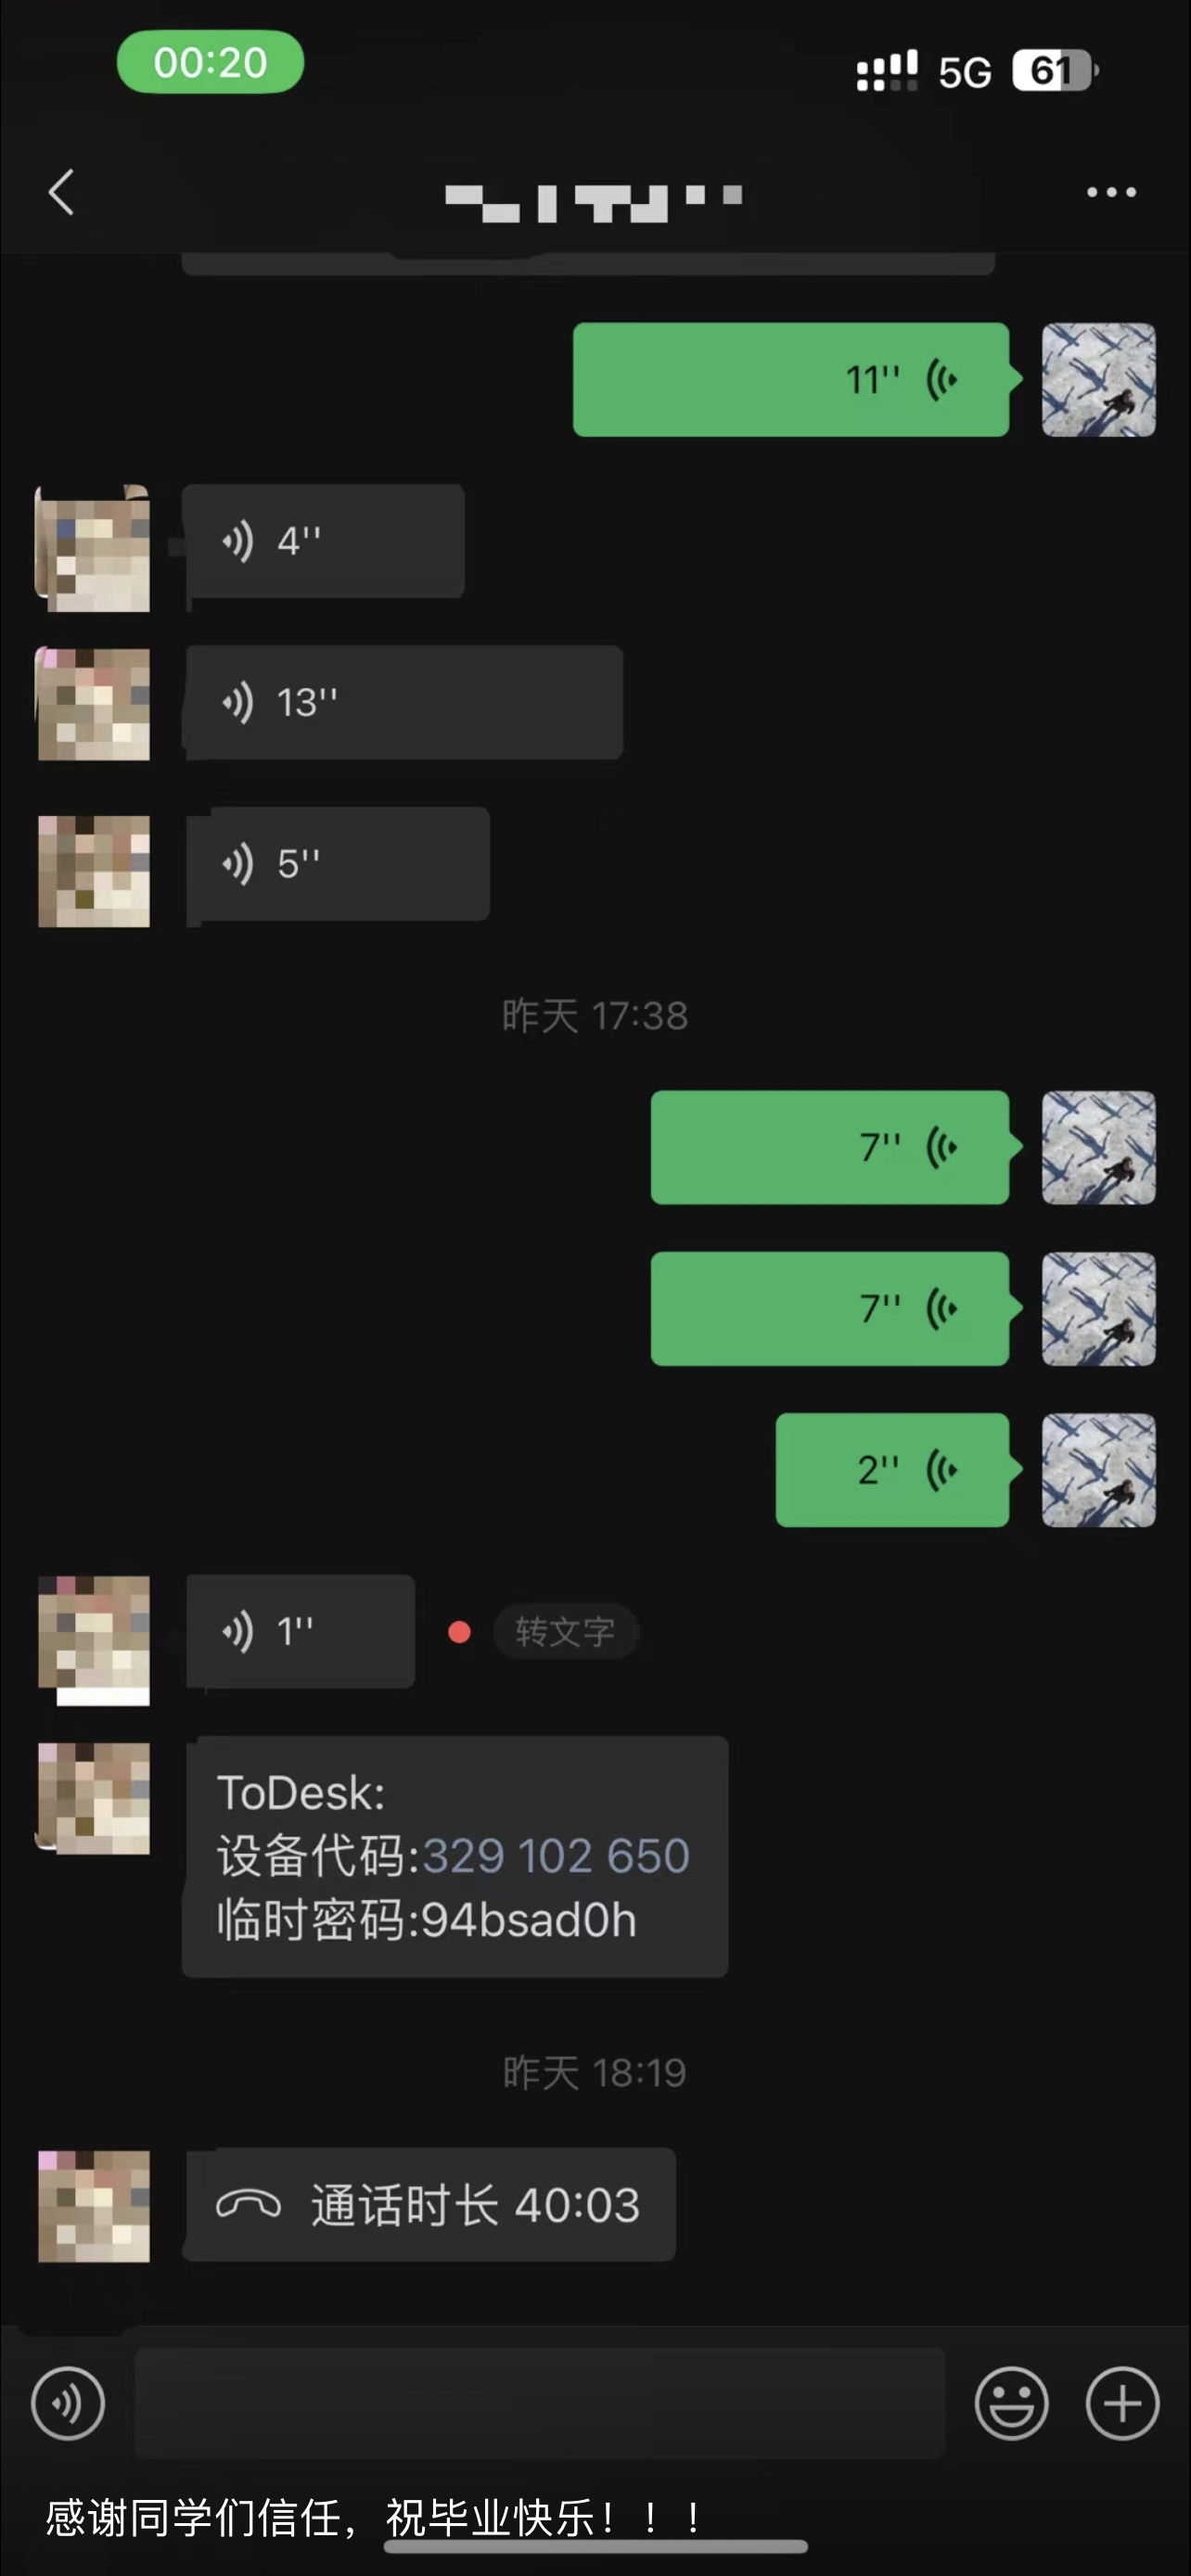 00:20
5G 61
11''
4''
13''
5''
昨天 17:38
7''
7''
2''
1'' 转文字
ToDesk:
设备代码:329 102 650
临时密码:94bsad0h
昨天 18:19
通话时长 40:03
感谢同学们信任，祝毕业快乐！！！